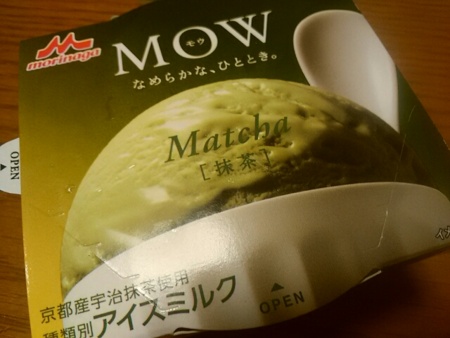 morinaga
MOW
モウ
なめらかな、ひととき。
Matcha
[抹茶]
OPEN
京都産宇治抹茶使用
種類別アイスミルク
OPEN